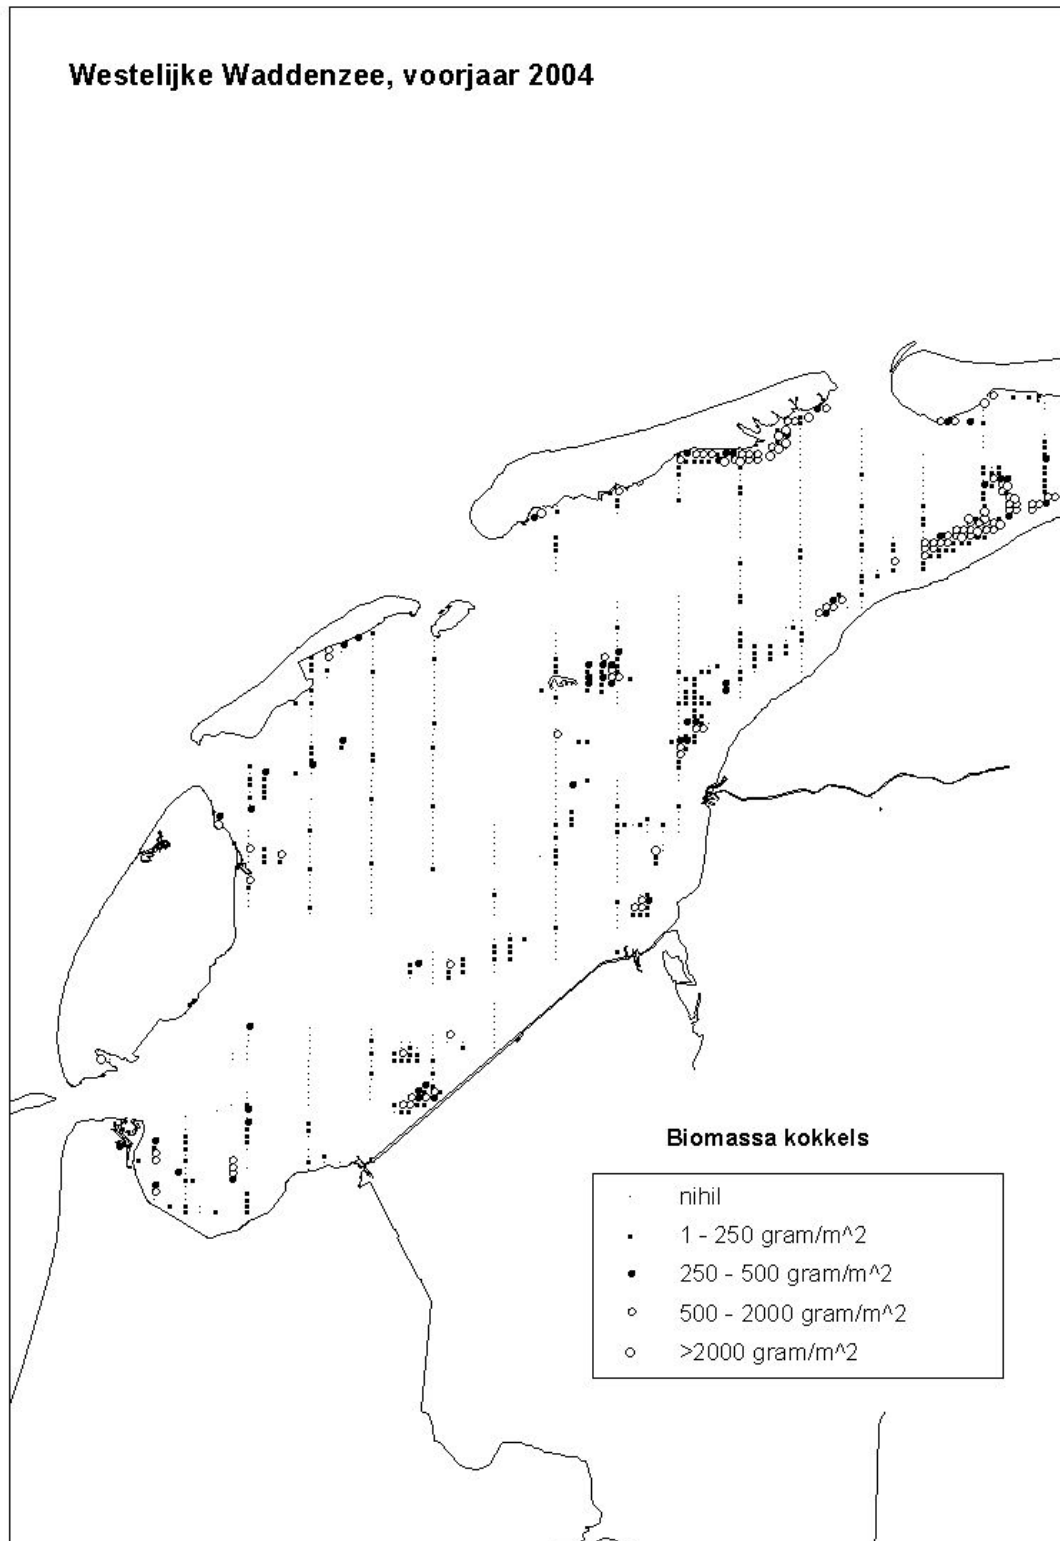 Westelijke Waddenzee, voorjaar 2004
Biomassa kokkels
nihil
1 - 250 gram/m^2
250 - 500 gram/m^2
500 - 2000 gram/m^2
>2000 gram/m^2